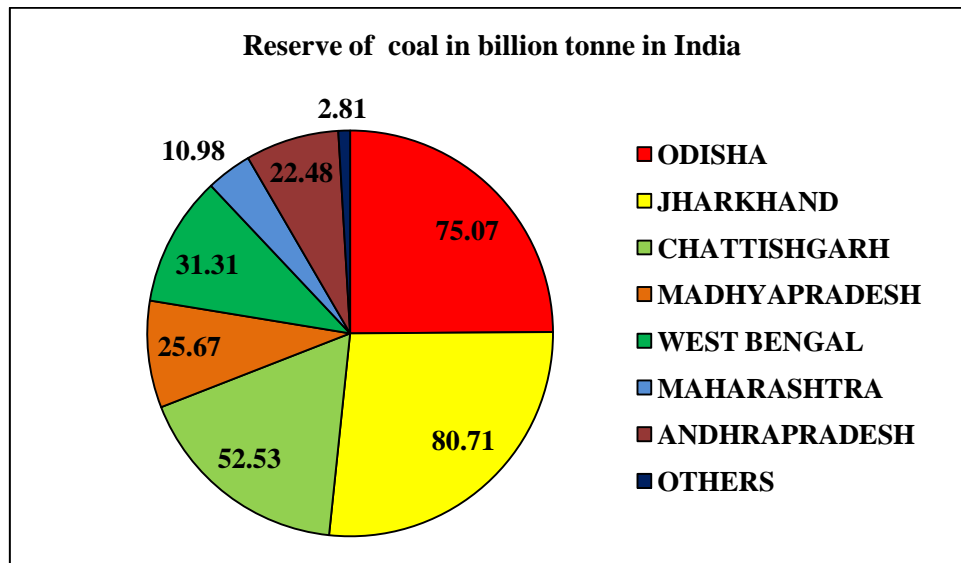 Reserve of  coal in billion tonne in India
2.81
10.98
22.48
75.07
31.31
25.67
52.53
80.71
ODISHA
JHARKHAND
CHATTISHGARH
MADHYAPRADESH
WEST BENGAL
MAHARASHTRA
ANDHRAPRADESH
OTHERS